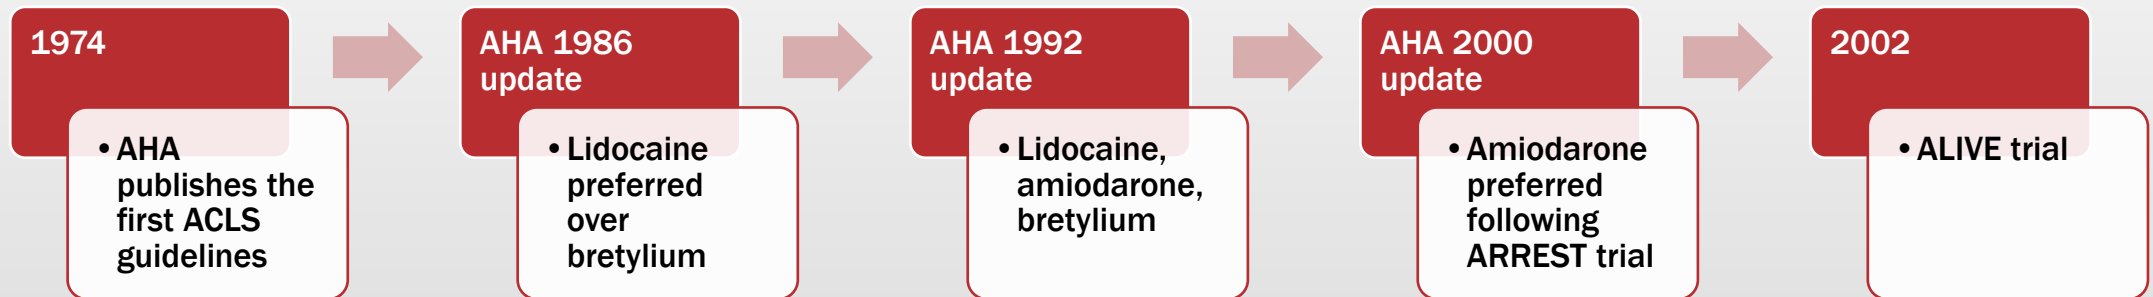 1974
• AHA
publishes the
first ACLS
guidelines
AHA 1986
update
• Lidocaine
preferred
over
bretylium
AHA 1992
update
• Lidocaine,
amiodarone,
bretylium
AHA 2000
update
• Amiodarone
preferred
following
ARREST trial
2002
• ALIVE trial